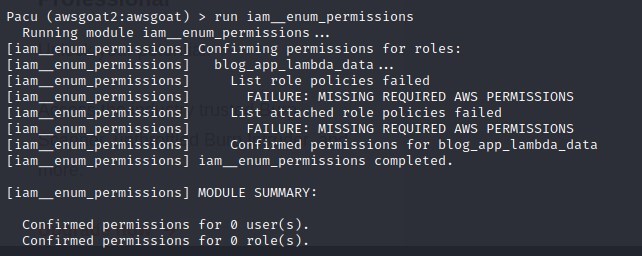 Pacu (awsgoat2:awsgoat) > run iam__enum_permissions
  Running module iam__enum_permissions...
[iam__enum_permissions] Confirming permissions for roles:
[iam__enum_permissions]   blog_app_lambda_data...
[iam__enum_permissions]     List role policies failed
[iam__enum_permissions]       FAILURE: MISSING REQUIRED AWS PERMISSIONS
[iam__enum_permissions]     List attached role policies failed
[iam__enum_permissions]       FAILURE: MISSING REQUIRED AWS PERMISSIONS
[iam__enum_permissions]     Confirmed permissions for blog_app_lambda_data
[iam__enum_permissions] iam__enum_permissions completed.

[iam__enum_permissions] MODULE SUMMARY:

  Confirmed permissions for 0 user(s).
  Confirmed permissions for 0 role(s).